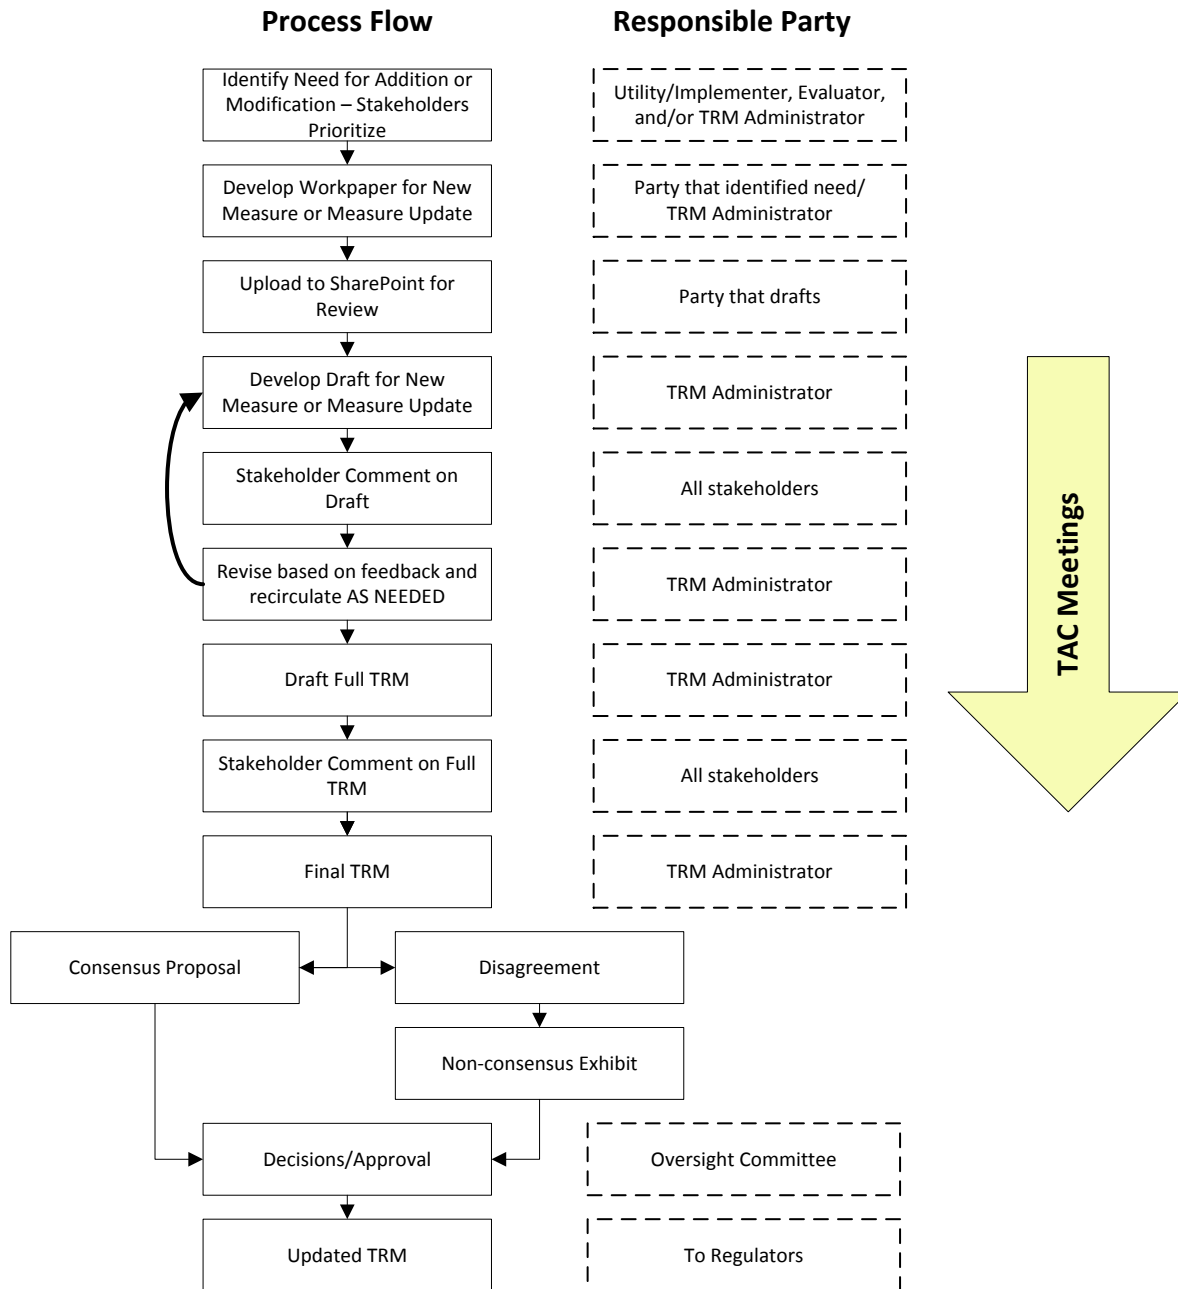 Process Flow
Responsible Party
Identify Need for Addition or
Modification – Stakeholders
Prioritize
Utility/Implementer, Evaluator,
and/or TRM Administrator
Develop Workpaper for New
Measure or Measure Update
Party that identified need/
TRM Administrator
Upload to SharePoint for
Review
Party that drafts
Develop Draft for New
Measure or Measure Update
TRM Administrator
Stakeholder Comment on
Draft
All stakeholders
Revise based on feedback and
recirculate AS NEEDED
TRM Administrator
Draft Full TRM
TRM Administrator
Stakeholder Comment on Full
TRM
All stakeholders
Final TRM
TRM Administrator
TAC Meetings
Consensus Proposal
Disagreement
Non-consensus Exhibit
Decisions/Approval
Oversight Committee
Updated TRM
To Regulators